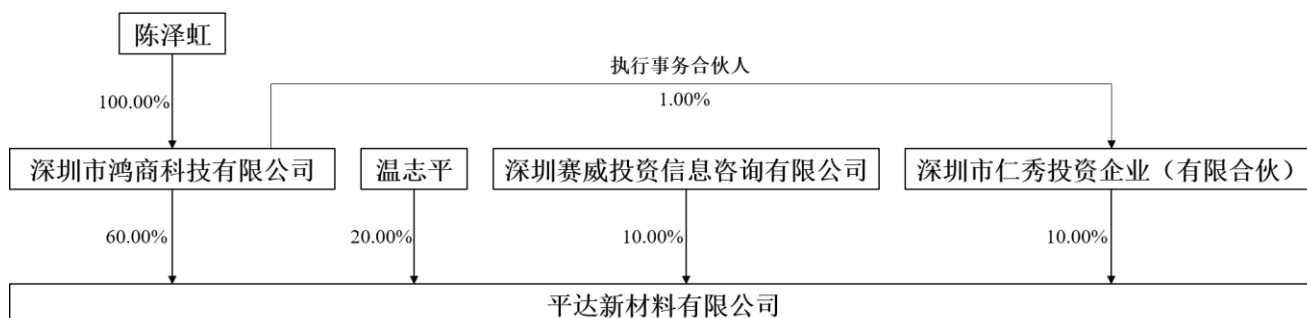 陈泽虹
执行事务合伙人
100.00%
1.00%
深圳市鸿商科技有限公司
温志平
深圳赛威投资信息咨询有限公司
深圳市仁秀投资企业（有限合伙）
60.00%
20.00%
10.00%
10.00%
平达新材料有限公司